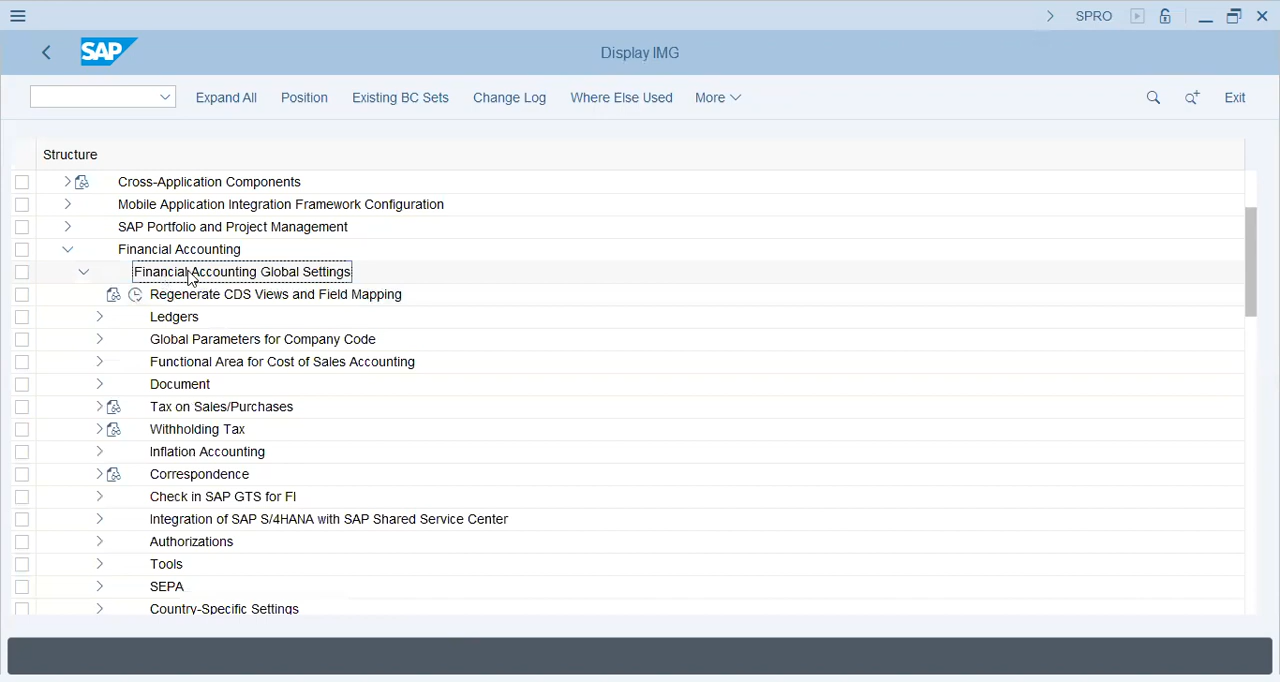 SPRO
SAP
Display IMG
Expand All Position Existing BC Sets Change Log Where Else Used More Exit
Structure
Cross-Application Components
Mobile Application Integration Framework Configuration
SAP Portfolio and Project Management
Financial Accounting
Financial Accounting Global Settings
Regenerate CDS Views and Field Mapping
Ledgers
Global Parameters for Company Code
Functional Area for Cost of Sales Accounting
Document
Tax on Sales/Purchases
Withholding Tax
Inflation Accounting
Correspondence
Check in SAP GTS for FI
Integration of SAP S/4HANA with SAP Shared Service Center
Authorizations
Tools
SEPA
Country-Specific Settings